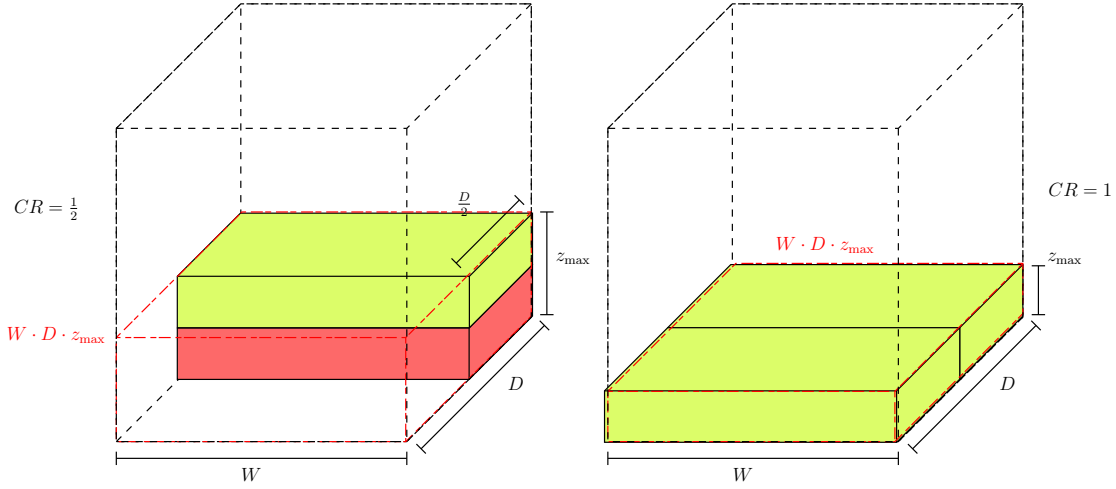 CR = 1/2
D/2
z_max
W · D · z_max
D
W
CR = 1
W · D · z_max
z_max
D
W